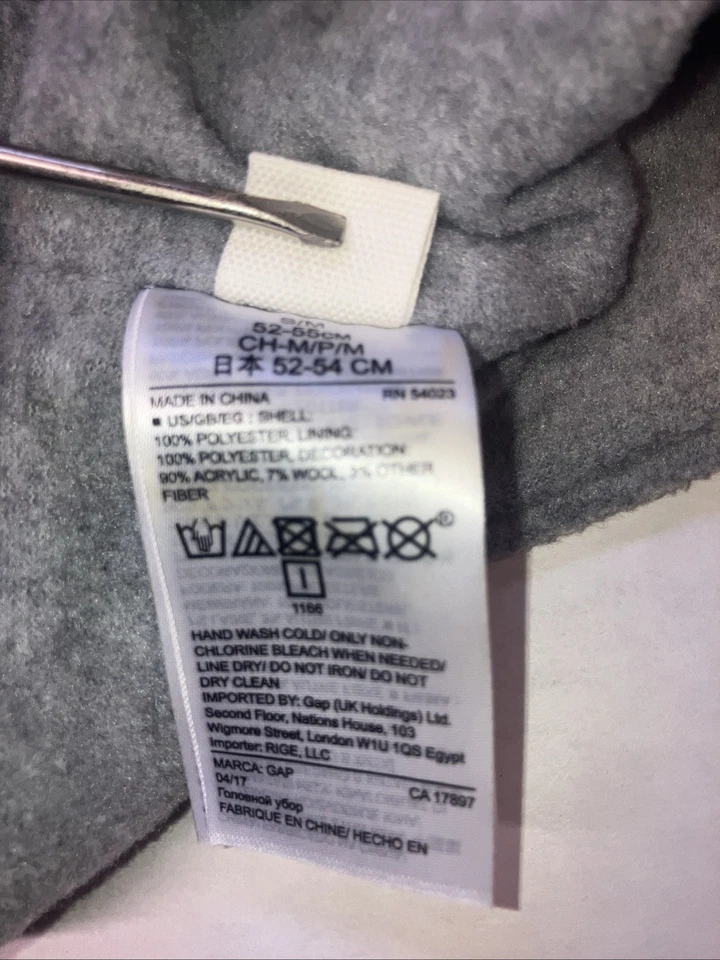 S/M
52-55CM
CH-M/P/M
日本 52-54 CM
MADE IN CHINA RN 54023
■ US/GB/EG : SHELL:
100% POLYESTER, LINING:
100% POLYESTER, DECORATION:
90% ACRYLIC, 7% WOOL, 3% OTHER
FIBER
1166
HAND WASH COLD/ ONLY NON-
CHLORINE BLEACH WHEN NEEDED/
LINE DRY/ DO NOT IRON/ DO NOT
DRY CLEAN
IMPORTED BY: Gap (UK Holdings) Ltd.
Second Floor, Nations House, 103
Wigmore Street, London W1U 1QS Egypt
Importer: RIGE, LLC
MARCA: GAP
04/17 CA 17897
Головной убор
FABRIQUE EN CHINE/ HECHO EN